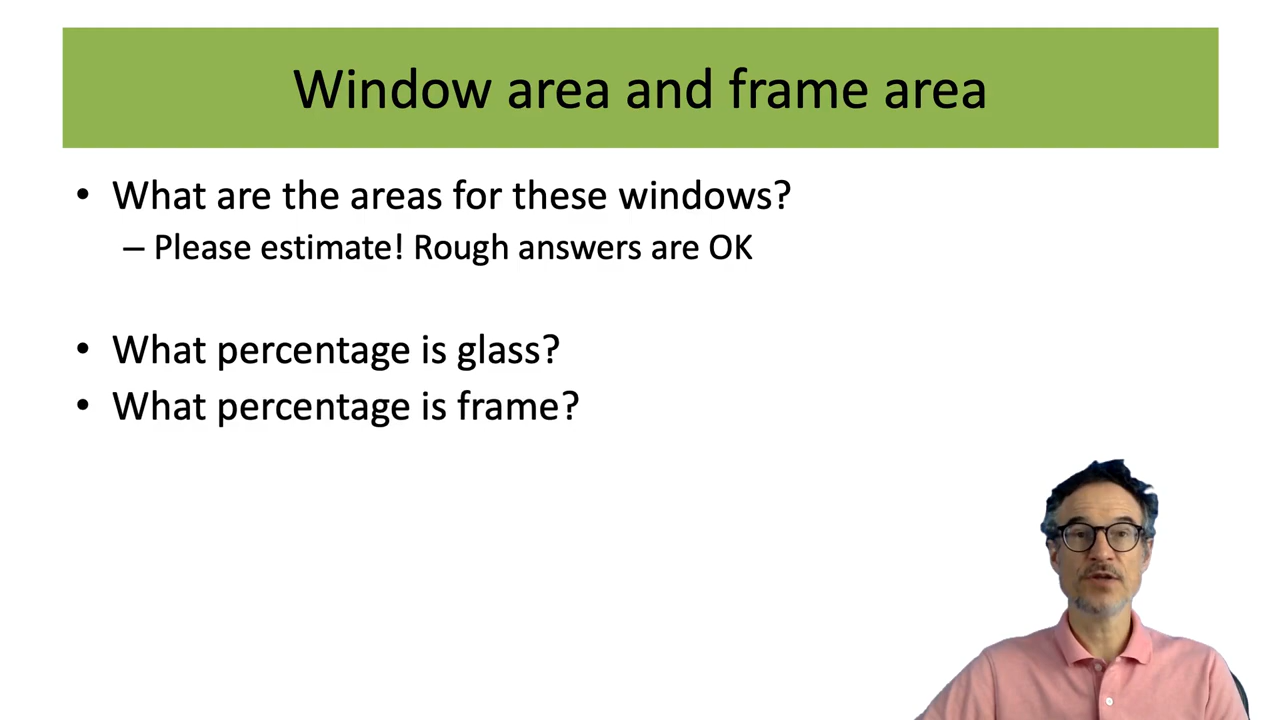 Window area and frame area
• What are the areas for these windows?
– Please estimate! Rough answers are OK
• What percentage is glass?
• What percentage is frame?